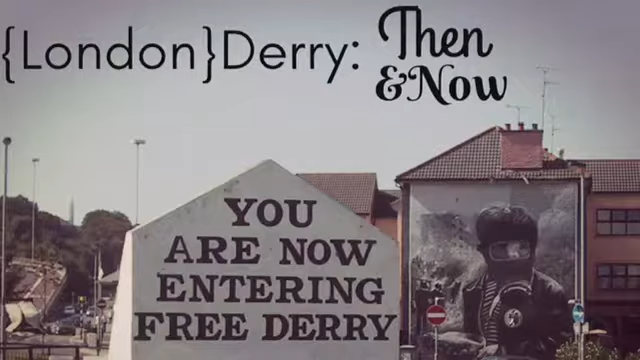 {London}Derry: Then
&Now
YOU
ARE NOW
ENTERING
FREE DERRY